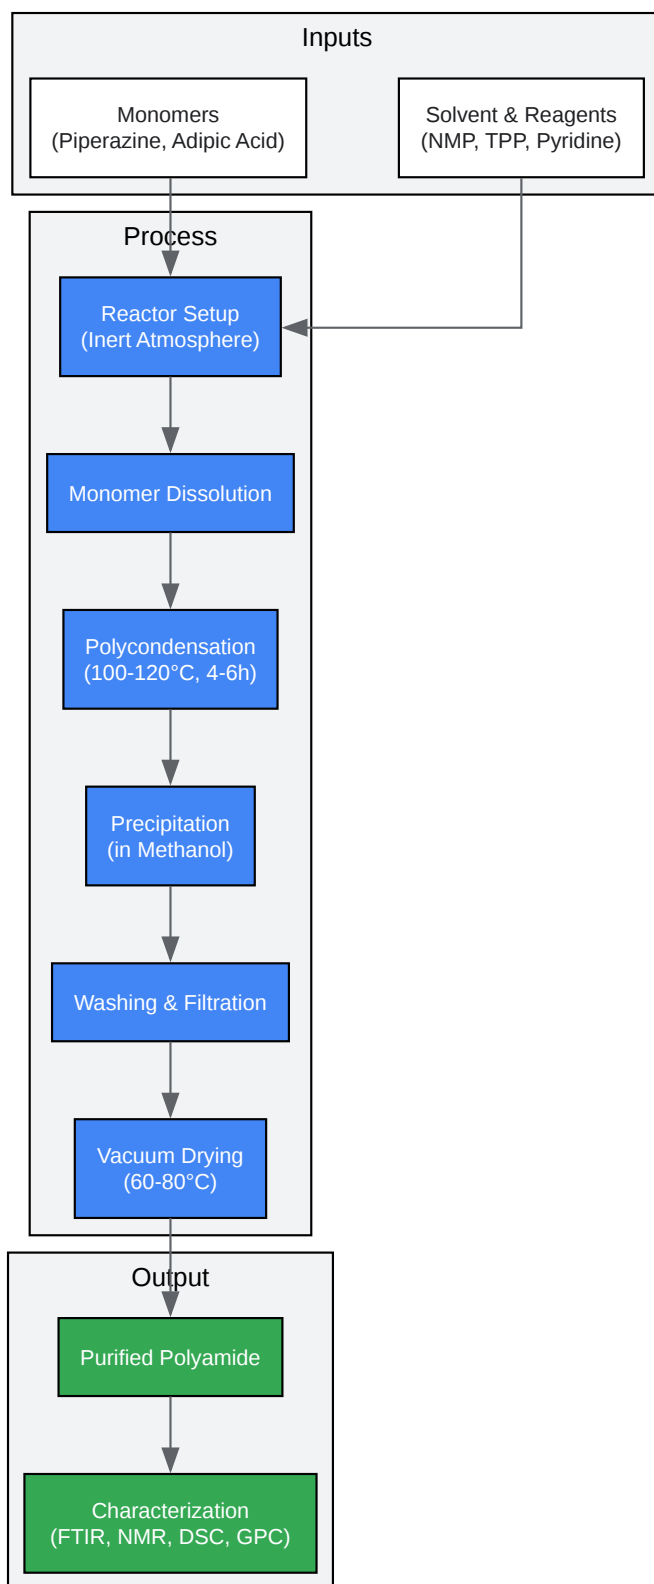 Inputs
Monomers
(Piperazine, Adipic Acid)
Solvent & Reagents
(NMP, TPP, Pyridine)
Process
Reactor Setup
(Inert Atmosphere)
Monomer Dissolution
Polycondensation
(100-120°C, 4-6h)
Precipitation
(in Methanol)
Washing & Filtration
Vacuum Drying
(60-80°C)
Output
Purified Polyamide
Characterization
(FTIR, NMR, DSC, GPC)